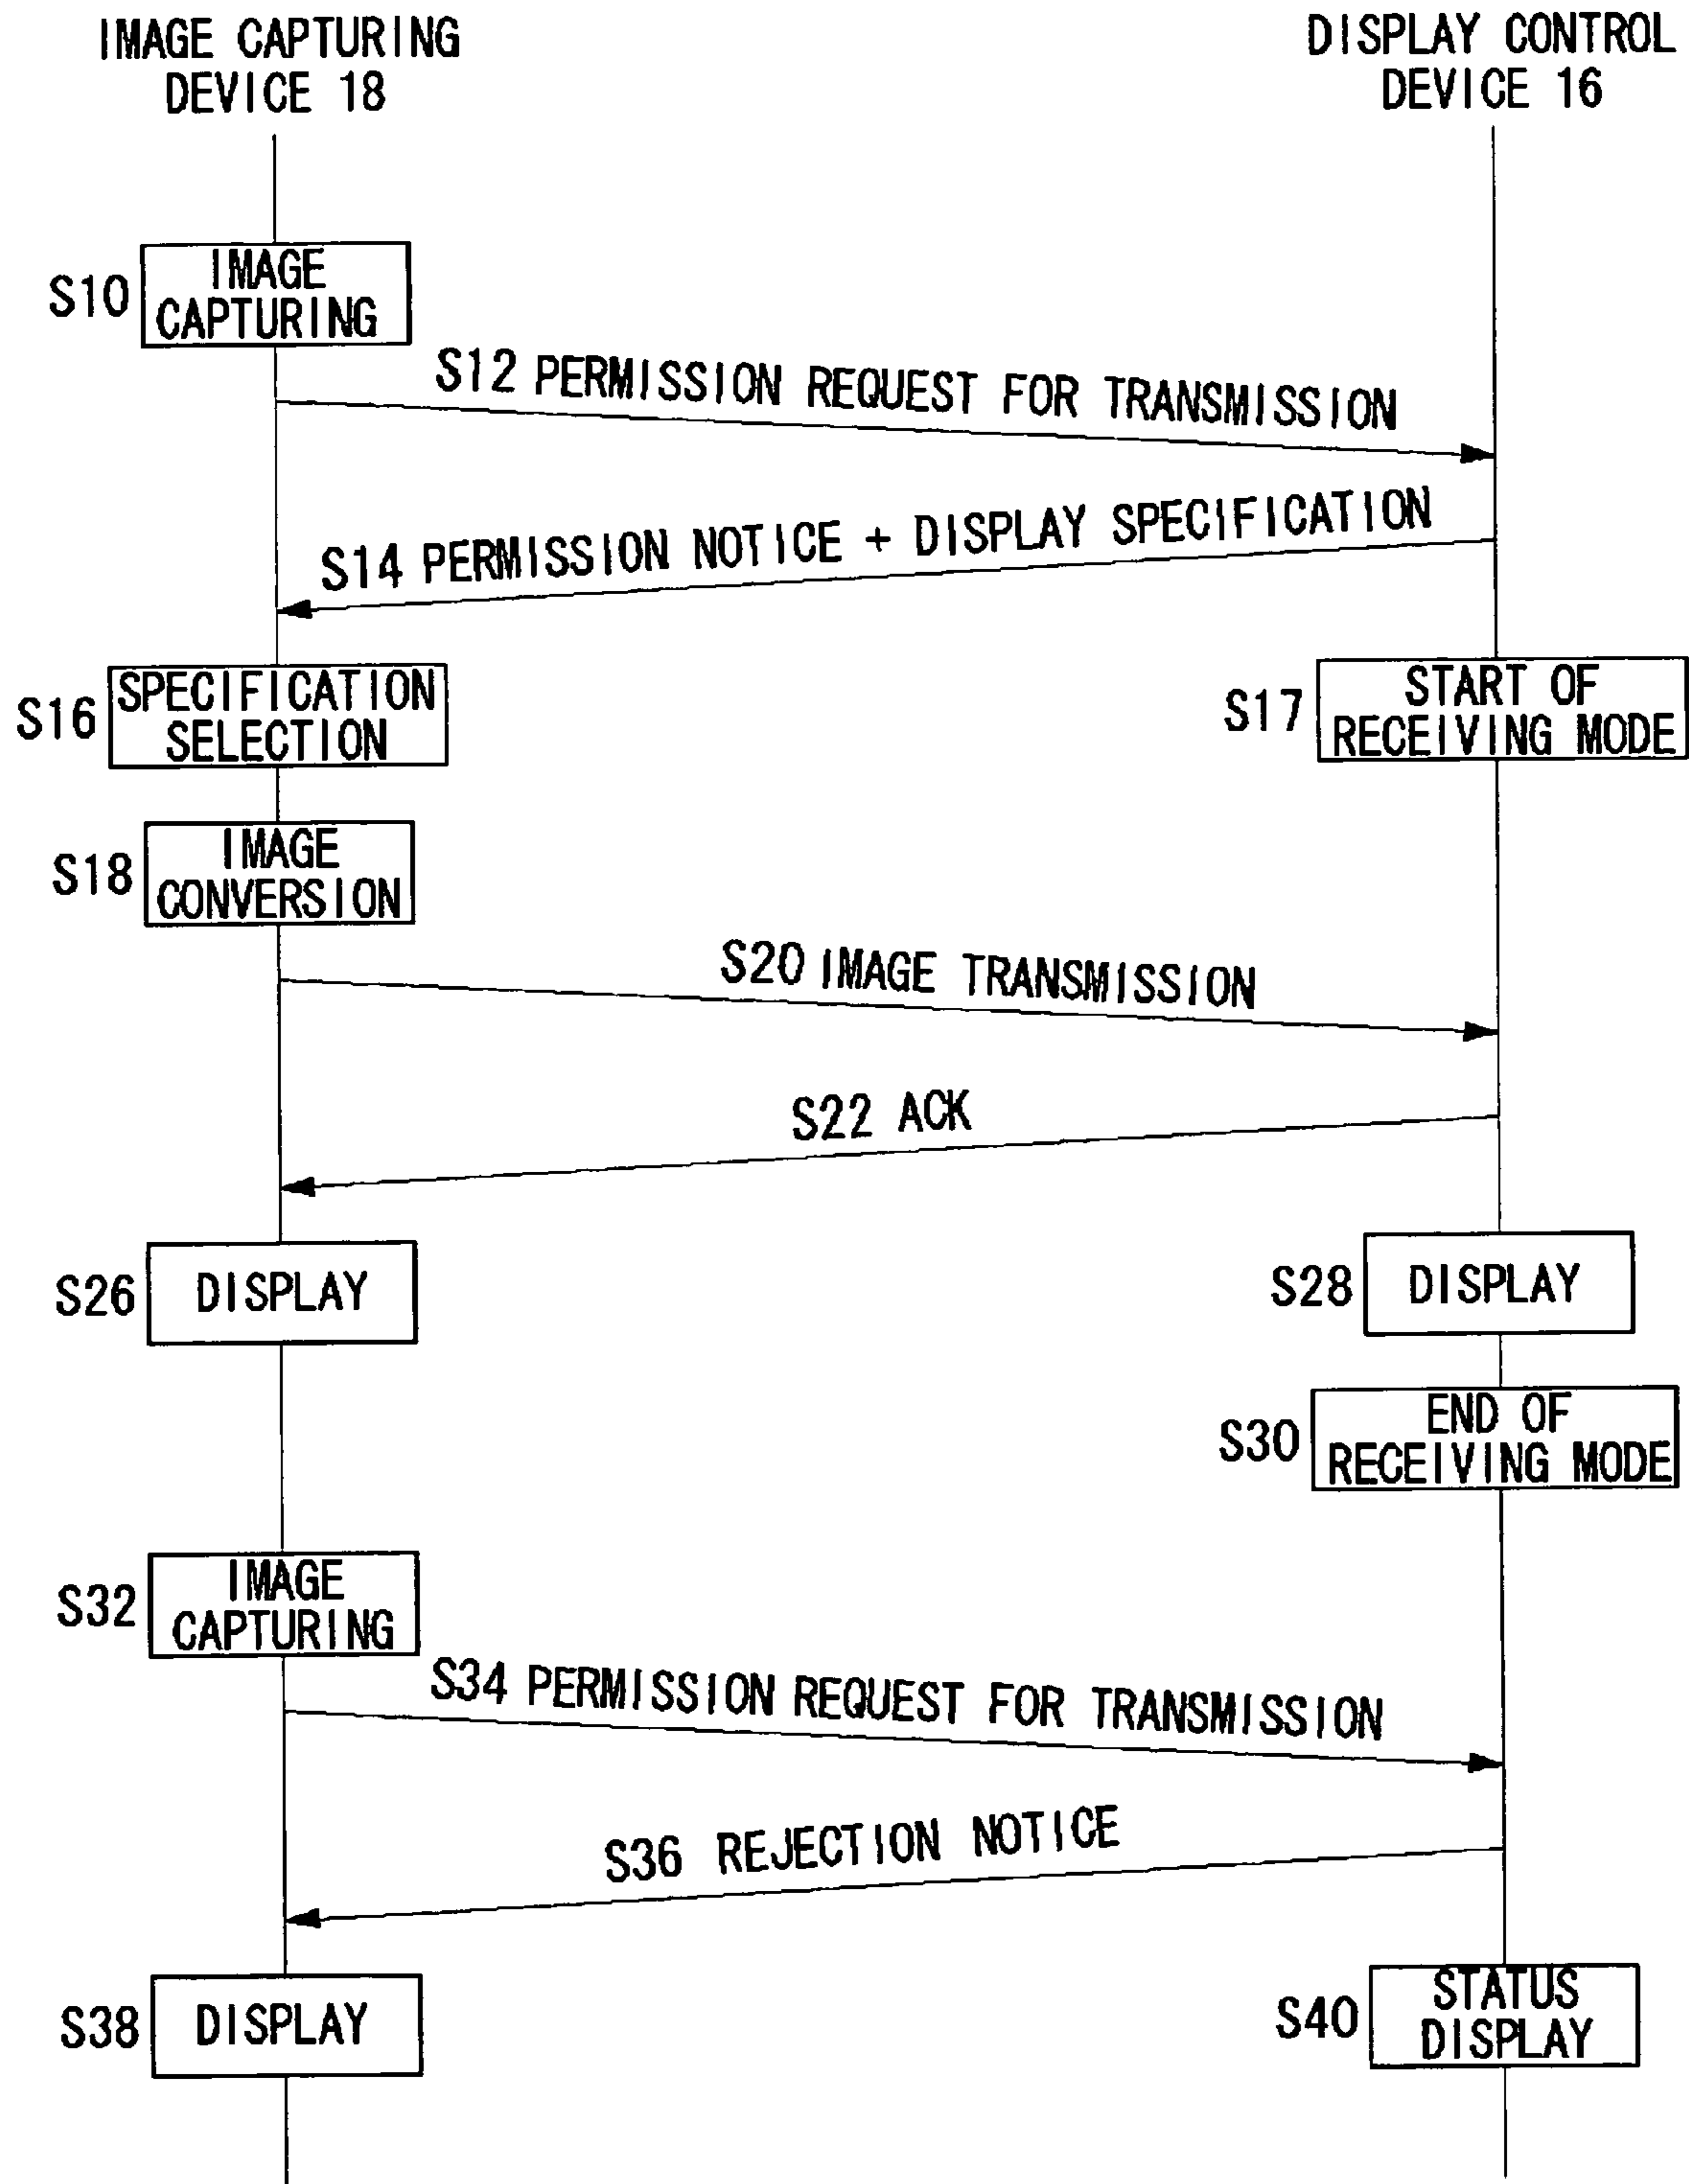 IMAGE CAPTURING
DEVICE 18
DISPLAY CONTROL
DEVICE 16
S10
IMAGE
CAPTURING
S12 PERMISSION REQUEST FOR TRANSMISSION
S14 PERMISSION NOTICE + DISPLAY SPECIFICATION
S16
SPECIFICATION
SELECTION
S17
START OF
RECEIVING MODE
S18
IMAGE
CONVERSION
S20 IMAGE TRANSMISSION
S22 ACK
S26
DISPLAY
S28
DISPLAY
S30
END OF
RECEIVING MODE
S32
IMAGE
CAPTURING
S34 PERMISSION REQUEST FOR TRANSMISSION
S36 REJECTION NOTICE
S38
DISPLAY
S40
STATUS
DISPLAY